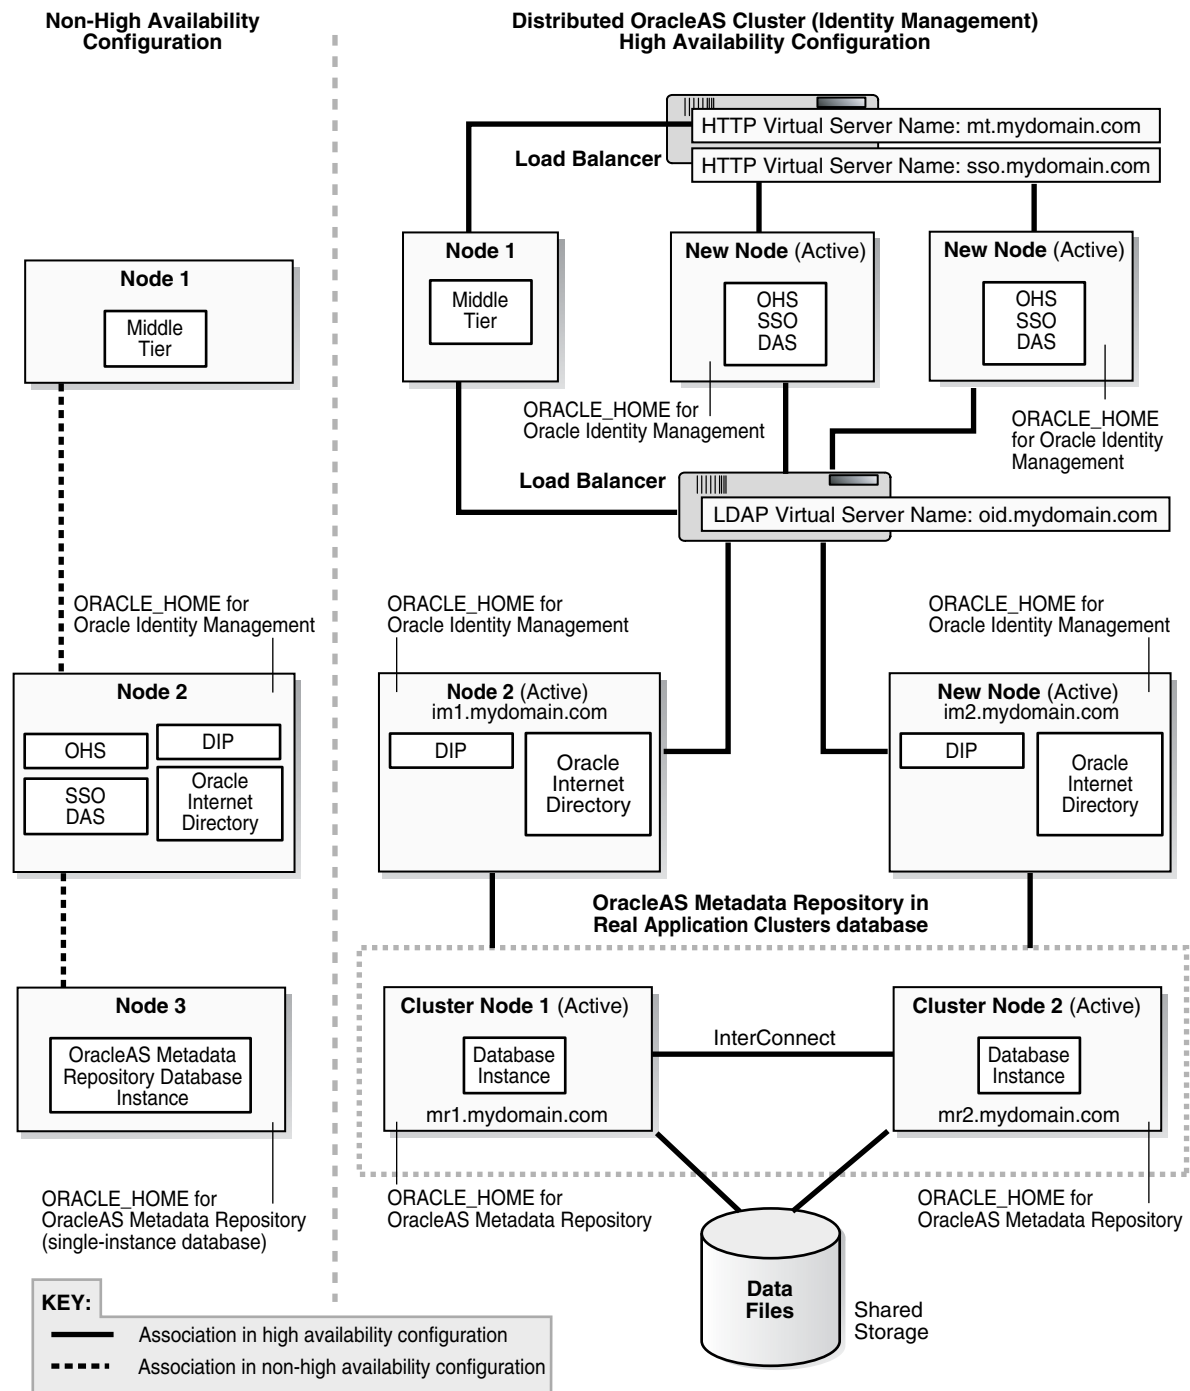 Non-High Availability
Configuration
Distributed OracleAS Cluster (Identity Management)
High Availability Configuration
HTTP Virtual Server Name: mt.mydomain.com
Load Balancer
HTTP Virtual Server Name: sso.mydomain.com
Node 1
Middle
Tier
Node 1
Middle
Tier
New Node (Active)
OHS
SSO
DAS
New Node (Active)
OHS
SSO
DAS
ORACLE_HOME for
Oracle Identity Management
ORACLE_HOME
for Oracle Identity
Management
Load Balancer
LDAP Virtual Server Name: oid.mydomain.com
ORACLE_HOME for
Oracle Identity Management
ORACLE_HOME for
Oracle Identity Management
ORACLE_HOME for
Oracle Identity Management
Node 2
OHS
DIP
SSO
DAS
Oracle
Internet
Directory
Node 2 (Active)
im1.mydomain.com
DIP
Oracle
Internet
Directory
New Node (Active)
im2.mydomain.com
DIP
Oracle
Internet
Directory
OracleAS Metadata Repository in
Real Application Clusters database
Node 3
OracleAS Metadata
Repository Database
Instance
Cluster Node 1 (Active)
Database
Instance
mr1.mydomain.com
InterConnect
Cluster Node 2 (Active)
Database
Instance
mr2.mydomain.com
ORACLE_HOME for
OracleAS Metadata Repository
(single-instance database)
ORACLE_HOME for
OracleAS Metadata Repository
ORACLE_HOME for
OracleAS Metadata Repository
Data
Files
Shared
Storage
KEY:
Association in high availability configuration
Association in non-high availability configuration